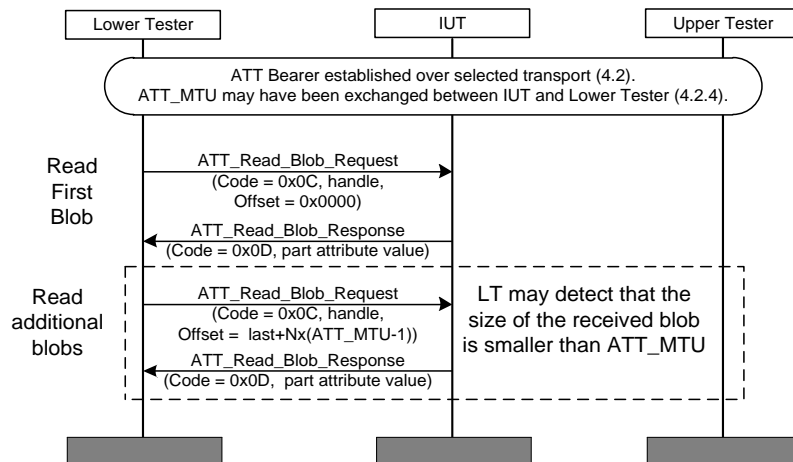 Lower Tester
IUT
Upper Tester
ATT Bearer established over selected transport (4.2).
ATT_MTU may have been exchanged between IUT and Lower Tester (4.2.4).
Read
First
Blob
ATT_Read_Blob_Request
(Code = 0x0C, handle,
Offset = 0x0000)
ATT_Read_Blob_Response
(Code = 0x0D, part attribute value)
Read
additional
blobs
ATT_Read_Blob_Request
(Code = 0x0C, handle,
Offset = last+Nx(ATT_MTU-1))
ATT_Read_Blob_Response
(Code = 0x0D, part attribute value)
LT may detect that the
size of the received blob
is smaller than ATT_MTU